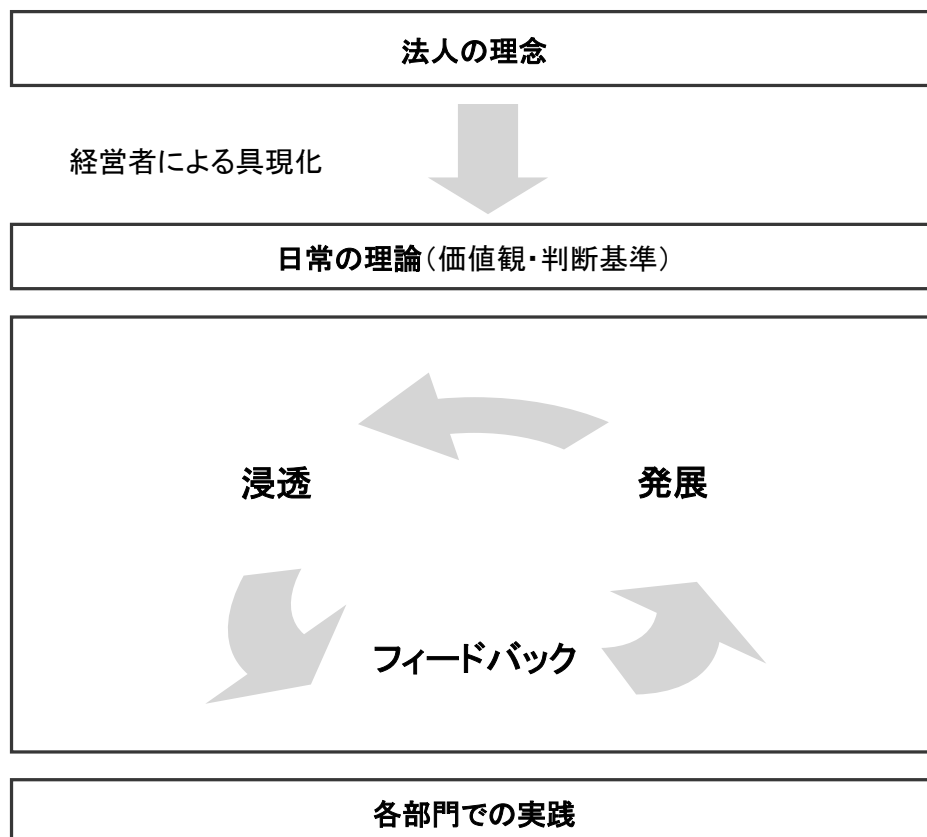 法人の理念
経営者による具現化
日常の理論(価値観・判断基準)
浸透
発展
フィードバック
各部門での実践